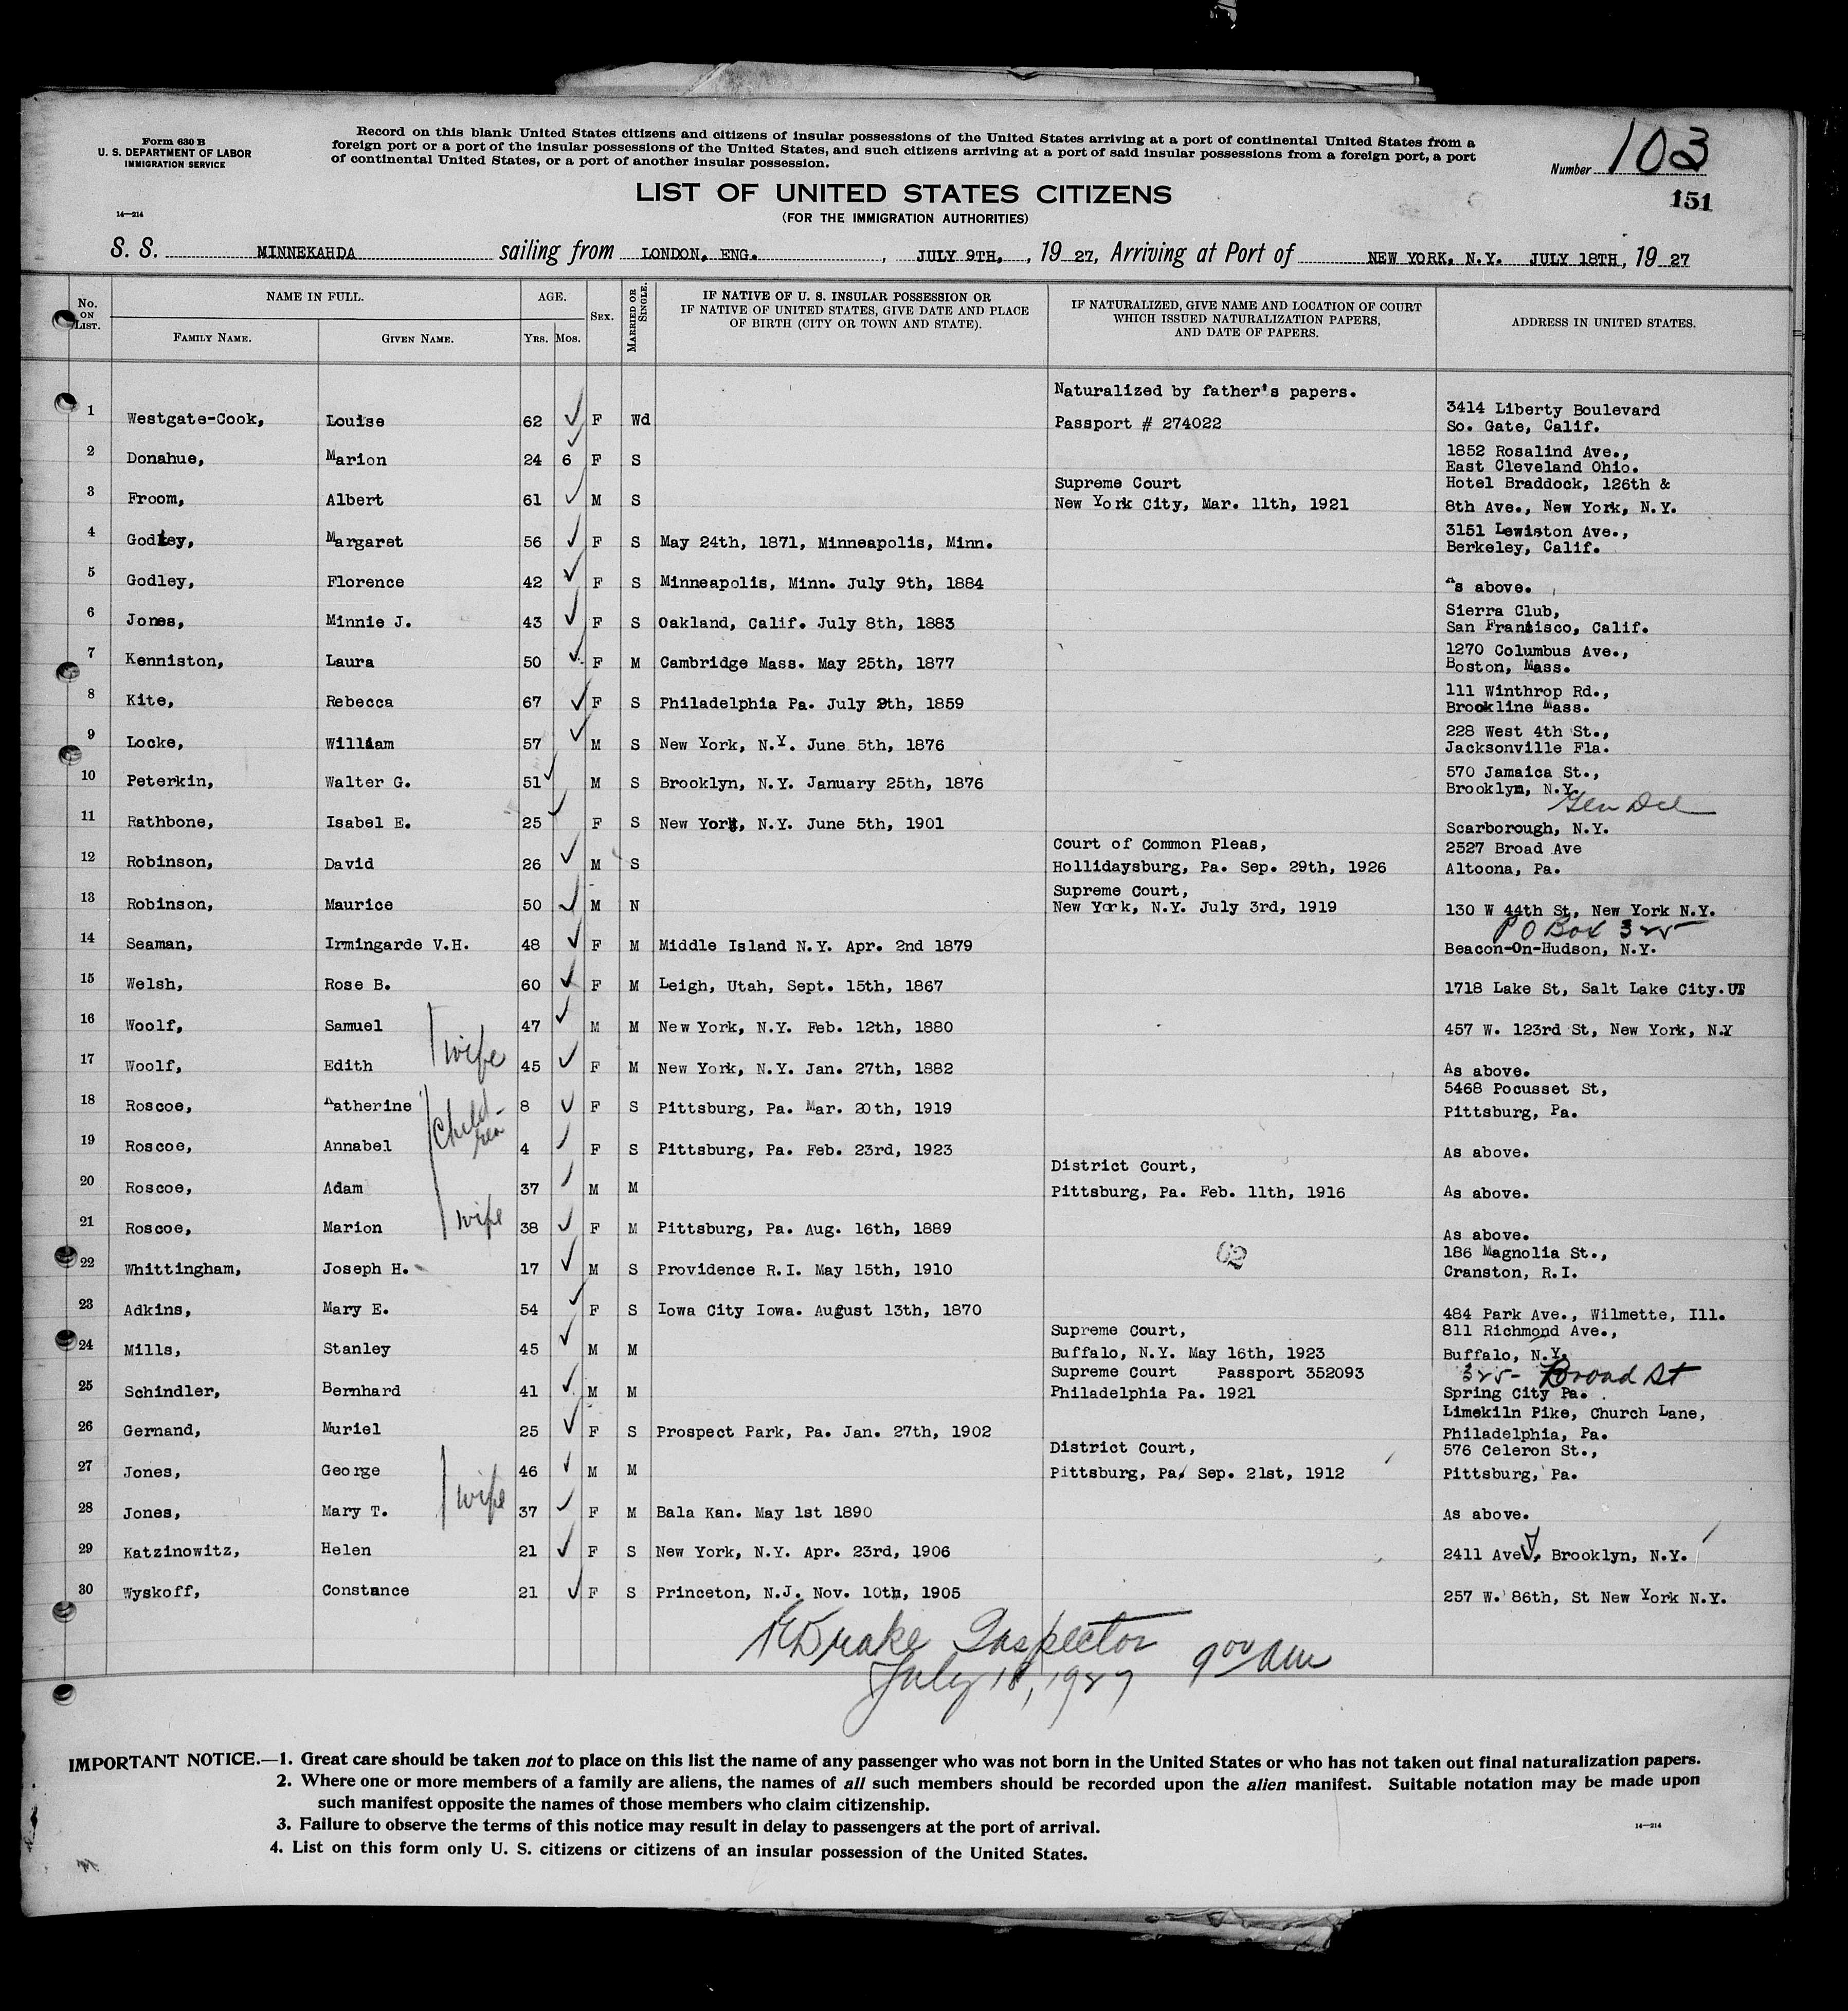 Form 630 B
U. S. DEPARTMENT OF LABOR
IMMIGRATION SERVICE
14—214
Record on this blank United States citizens and citizens of insular possessions of the United States arriving at a port of continental United States from a
foreign port or a port of the insular possessions of the United States, and such citizens arriving at a port of said insular possessions from a foreign port, a port
of continental United States, or a port of another insular possession.
Number 103
151
LIST OF UNITED STATES CITIZENS
(FOR THE IMMIGRATION AUTHORITIES)
S. S. MINNEKAHDA sailing from LONDON, ENG. , JULY 9TH, , 19 27, Arriving at Port of NEW YORK, N.Y. JULY 18TH, 19 27
No. ON LIST. NAME IN FULL. FAMILY NAME. GIVEN NAME. AGE. YRS. MOS. SEX. MARRIED OR SINGLE. IF NATIVE OF U. S. INSULAR POSSESSION OR IF NATIVE OF UNITED STATES, GIVE DATE AND PLACE OF BIRTH (CITY OR TOWN AND STATE). IF NATURALIZED, GIVE NAME AND LOCATION OF COURT WHICH ISSUED NATURALIZATION PAPERS, AND DATE OF PAPERS. ADDRESS IN UNITED STATES.
Naturalized by father's papers.
1 Westgate-Cook, Louise 62 F Wd Passport # 274022 3414 Liberty Boulevard
So. Gate, Calif.
2 Donahue, Marion 24 6 F S 1852 Rosalind Ave.,
East Cleveland Ohio.
Supreme Court Hotel Braddock, 126th &
3 Froom, Albert 61 M S New York City, Mar. 11th, 1921 8th Ave., New York, N.Y.
4 Godley, Margaret 56 F S May 24th, 1871, Minneapolis, Minn. 3151 Lewiston Ave.,
Berkeley, Calif.
5 Godley, Florence 42 F S Minneapolis, Minn. July 9th, 1884 As above.
6 Jones, Minnie J. 43 F S Oakland, Calif. July 8th, 1883 Sierra Club,
San Francisco, Calif.
7 Kenniston, Laura 50 F M Cambridge Mass. May 25th, 1877 1270 Columbus Ave.,
Boston, Mass.
8 Kite, Rebecca 67 F S Philadelphia Pa. July 9th, 1859 111 Winthrop Rd.,
Brookline Mass.
9 Locke, William 57 M S New York, N.Y. June 5th, 1876 228 West 4th St.,
Jacksonville Fla.
10 Peterkin, Walter G. 51 M S Brooklyn, N.Y. January 25th, 1876 570 Jamaica St.,
Brooklyn, N.Y.
Gen Del
11 Rathbone, Isabel E. 25 F S New York, N.Y. June 5th, 1901 Scarborough, N.Y.
Court of Common Pleas, 2527 Broad Ave
12 Robinson, David 26 M S Hollidaysburg, Pa. Sep. 29th, 1926 Altoona, Pa.
Supreme Court,
13 Robinson, Maurice 50 M N New York, N.Y. July 3rd, 1919 130 W 44th St, New York N.Y.
P O Box 325
14 Seaman, Irmingarde V.H. 48 F M Middle Island N.Y. Apr. 2nd 1879 Beacon-On-Hudson, N.Y.
15 Welsh, Rose B. 60 F M Leigh, Utah, Sept. 15th, 1867 1718 Lake St, Salt Lake City.UT
16 Woolf, Samuel 47 M M New York, N.Y. Feb. 12th, 1880 457 W. 123rd St, New York, N.Y
17 Woolf, Edith wife 45 F M New York, N.Y. Jan. 27th, 1882 As above.
5468 Pocusset St,
18 Roscoe, Katherine 8 F S Pittsburg, Pa. Mar. 20th, 1919 Pittsburg, Pa.
Child-
ren
19 Roscoe, Annabel 4 F S Pittsburg, Pa. Feb. 23rd, 1923 As above.
District Court,
20 Roscoe, Adam 37 M M Pittsburg, Pa. Feb. 11th, 1916 As above.
21 Roscoe, Marion wife 38 F M Pittsburg, Pa. Aug. 16th, 1889 As above.
22 Whittingham, Joseph H. 17 M S Providence R.I. May 15th, 1910 186 Magnolia St.,
Cranston, R.I.
23 Adkins, Mary E. 54 F S Iowa City Iowa. August 13th, 1870 484 Park Ave., Wilmette, Ill.
Supreme Court, 811 Richmond Ave.,
24 Mills, Stanley 45 M M Buffalo, N.Y. May 16th, 1923 Buffalo, N.Y.
Supreme Court Passport 352093 325- Broad St
25 Schindler, Bernhard 41 M M Philadelphia Pa. 1921 Spring City Pa.
Limekiln Pike, Church Lane,
26 Gernand, Muriel 25 F S Prospect Park, Pa. Jan. 27th, 1902 Philadelphia, Pa.
District Court, 576 Celeron St.,
27 Jones, George 46 M M Pittsburg, Pa. Sep. 21st, 1912 Pittsburg, Pa.
28 Jones, Mary T. wife 37 F M Bala Kan. May 1st 1890 As above.
29 Katzinowitz, Helen 21 F S New York, N.Y. Apr. 23rd, 1906 2411 Ave Brooklyn, N.Y.
30 Wyskoff, Constance 21 F S Princeton, N.J. Nov. 10th, 1905 257 W. 86th, St New York N.Y.
Drake Inspector 9 00 am
July 18, 1927
IMPORTANT NOTICE.—1. Great care should be taken not to place on this list the name of any passenger who was not born in the United States or who has not taken out final naturalization papers.
2. Where one or more members of a family are aliens, the names of all such members should be recorded upon the alien manifest. Suitable notation may be made upon
such manifest opposite the names of those members who claim citizenship.
3. Failure to observe the terms of this notice may result in delay to passengers at the port of arrival.
4. List on this form only U. S. citizens or citizens of an insular possession of the United States.
14—214